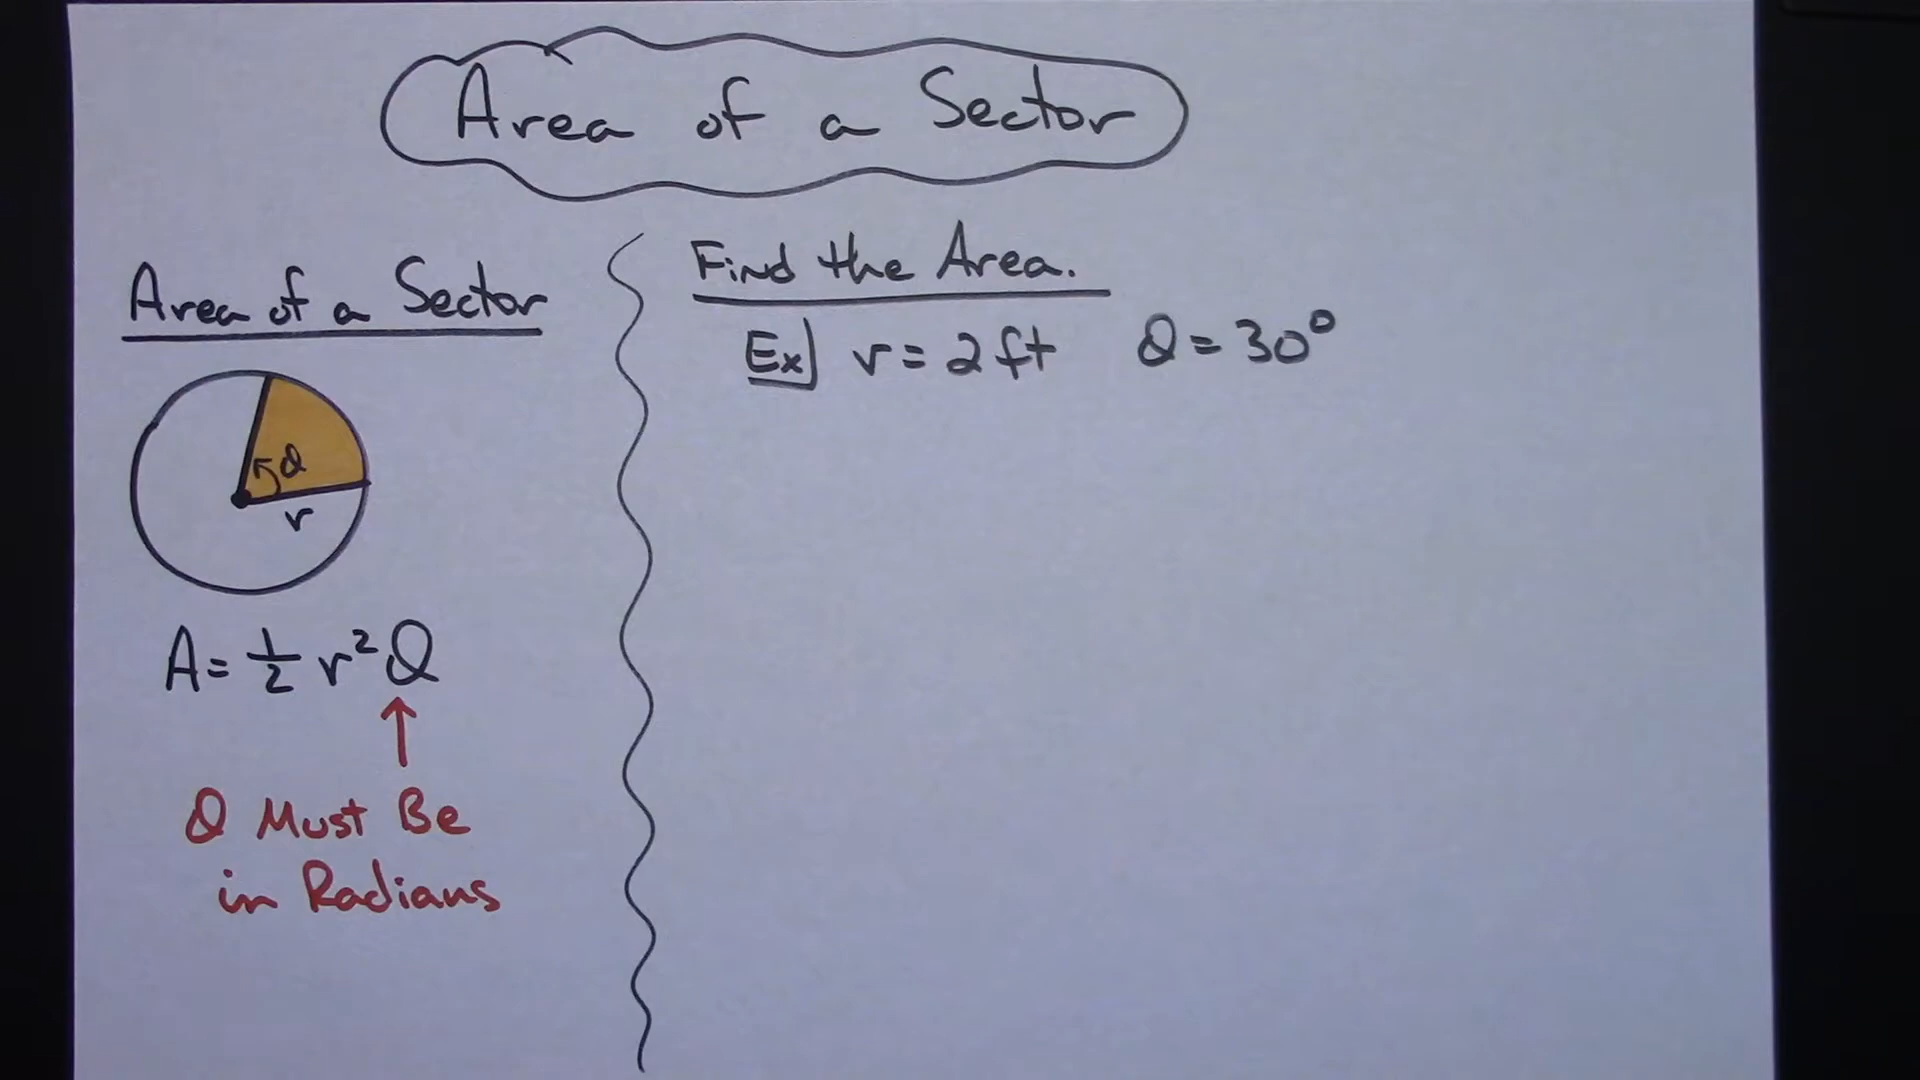 Area of a Sector
Area of a Sector
θ
r
A = 1/2 r² θ
θ Must Be
in Radians
Find the Area.
Ex] r = 2 ft θ = 30°